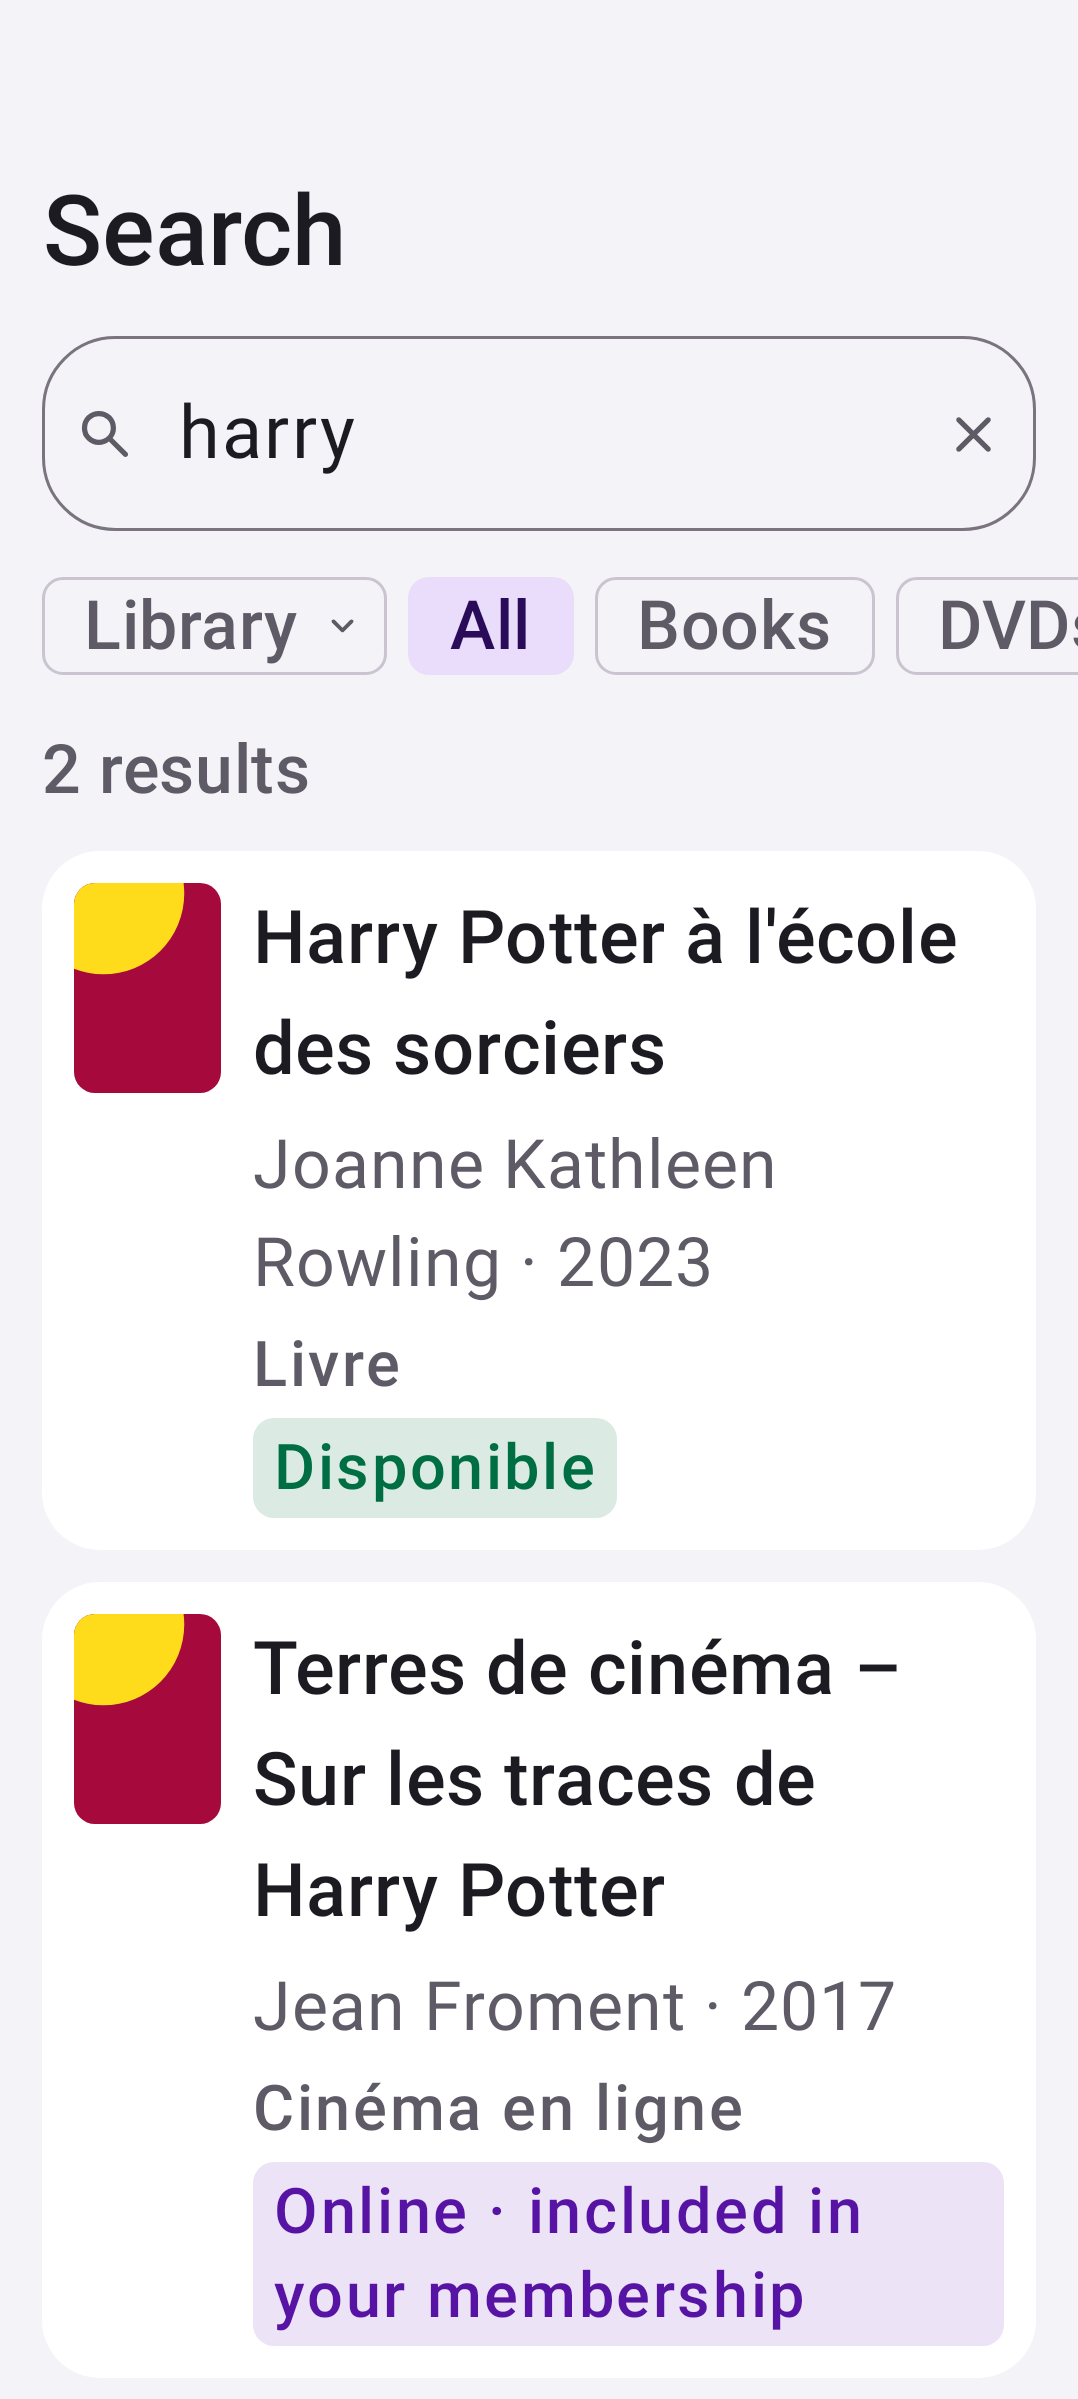 Search
harry
Library
All
Books
DVDs
2 results
Harry Potter à l'école
des sorciers
Joanne Kathleen
Rowling · 2023
Livre
Disponible
Terres de cinéma –
Sur les traces de
Harry Potter
Jean Froment · 2017
Cinéma en ligne
Online · included in
your membership